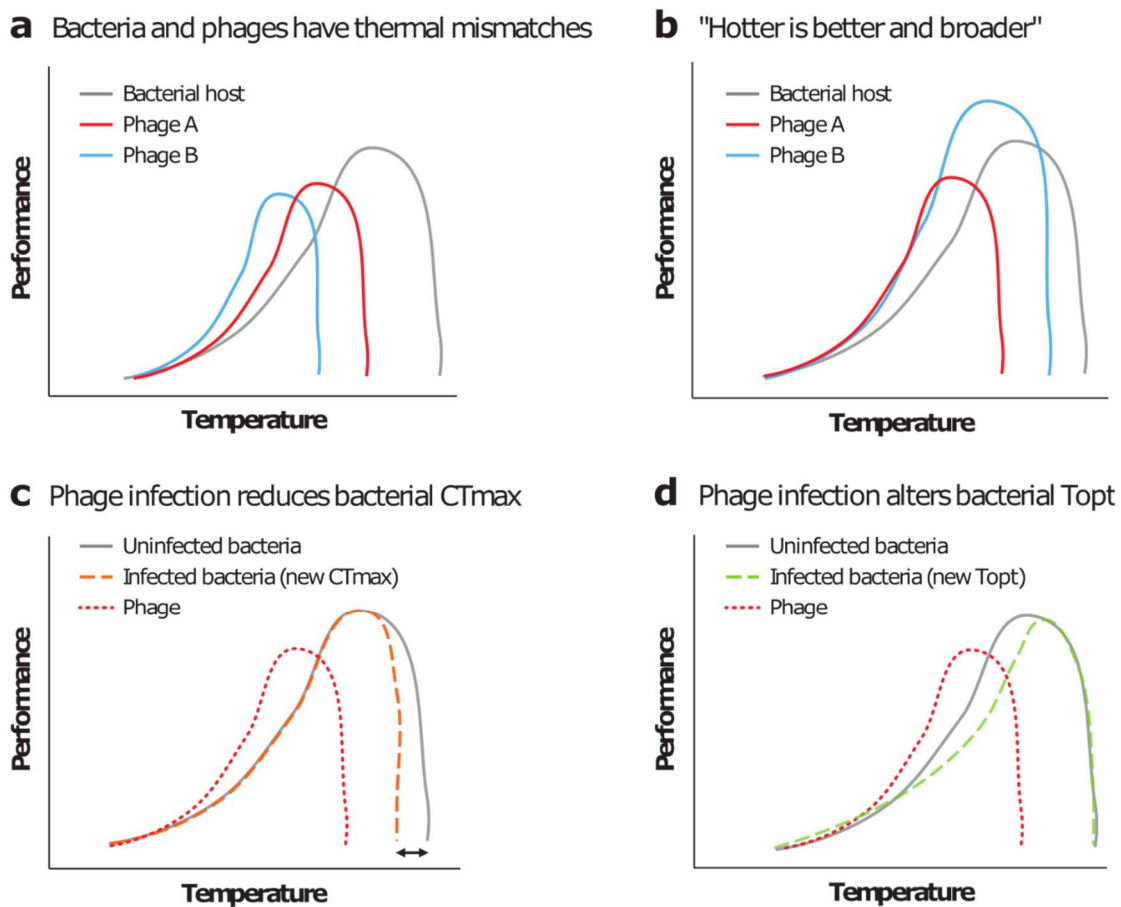 a Bacteria and phages have thermal mismatches
Bacterial host
Phage A
Phage B
Performance
Temperature
b "Hotter is better and broader"
Bacterial host
Phage A
Phage B
Performance
Temperature
c Phage infection reduces bacterial CTmax
Uninfected bacteria
Infected bacteria (new CTmax)
Phage
Performance
Temperature
d Phage infection alters bacterial Topt
Uninfected bacteria
Infected bacteria (new Topt)
Phage
Performance
Temperature